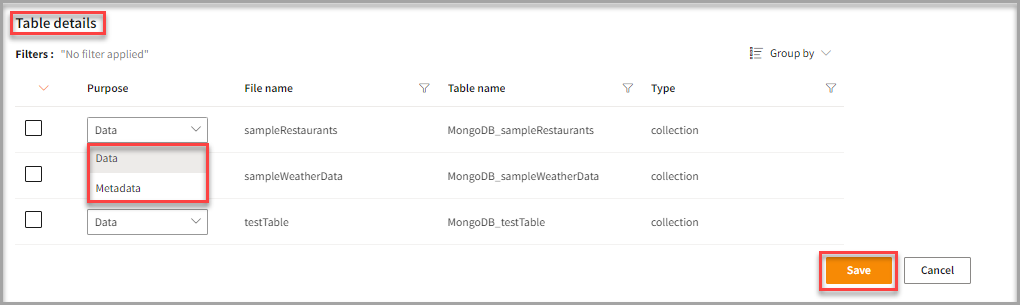 Table details
Filters : "No filter applied" Group by
Purpose File name Table name Type
Data sampleRestaurants MongoDB_sampleRestaurants collection
Data
sampleWeatherData MongoDB_sampleWeatherData collection
Metadata
Data testTable MongoDB_testTable collection
Save Cancel